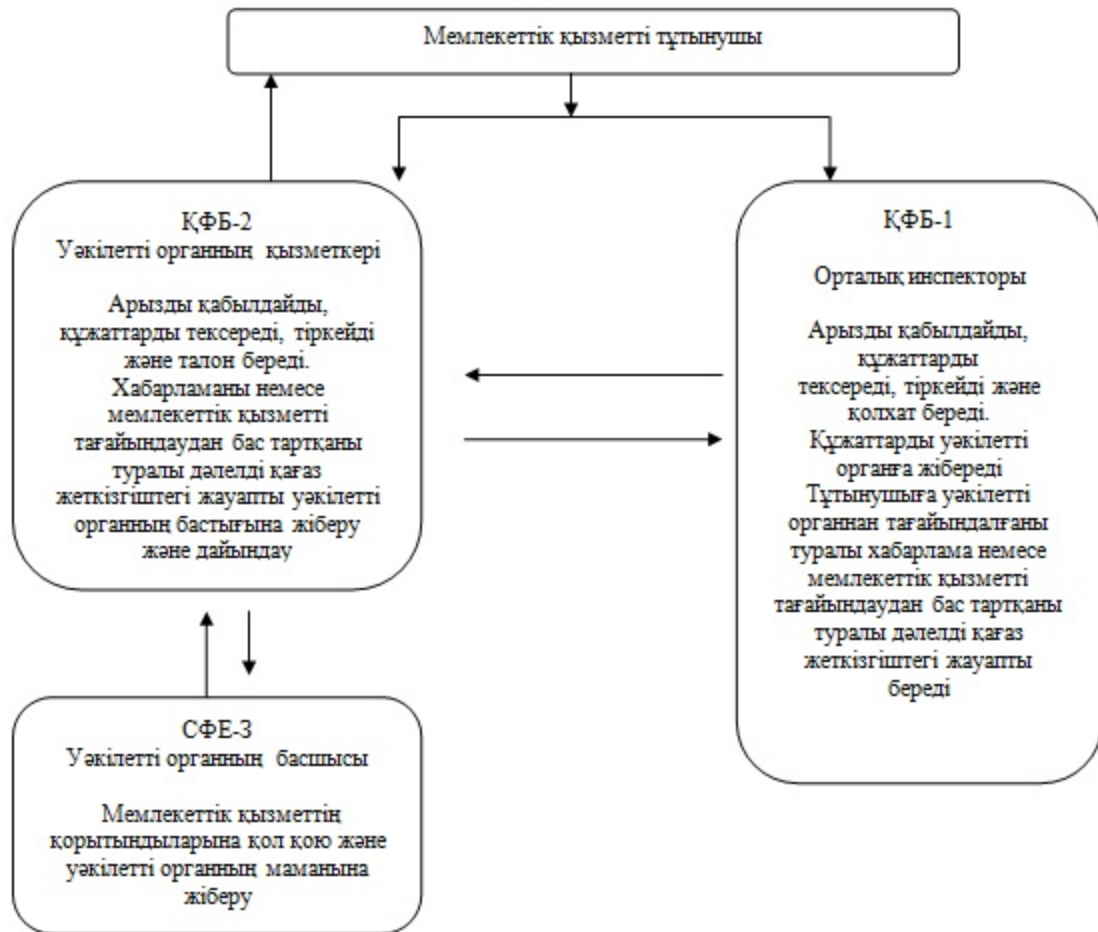 Мемлекеттік қызметті тұтынушы
ҚФБ-2
Уәкілетті органның қызметкері
Арызды қабылдайды,
құжаттарды тексереді, тіркейді
және талон береді.
Хабарламаны немесе
мемлекеттік қызметті
тағайындаудан бас тартқаны
туралы дәлелді қағаз
жеткізгіштегі жауапты уәкілетті
органның бастығына жіберу
және дайындау
ҚФБ-1
Орталық инспекторы
Арызды қабылдайды,
құжаттарды
тексереді, тіркейді және
қолхат береді.
Құжаттарды уәкілетті
органға жібереді
Тұтынушыға уәкілетті
органнан тағайындалғаны
туралы хабарлама немесе
мемлекеттік қызметті
тағайындаудан бас тартқаны
туралы дәлелді қағаз
жеткізгіштегі жауапты
береді
СФЕ-3
Уәкілетті органның басшысы
Мемлекеттік қызметтің
қорытындыларына қол қою және
уәкілетті органның маманына
жіберу